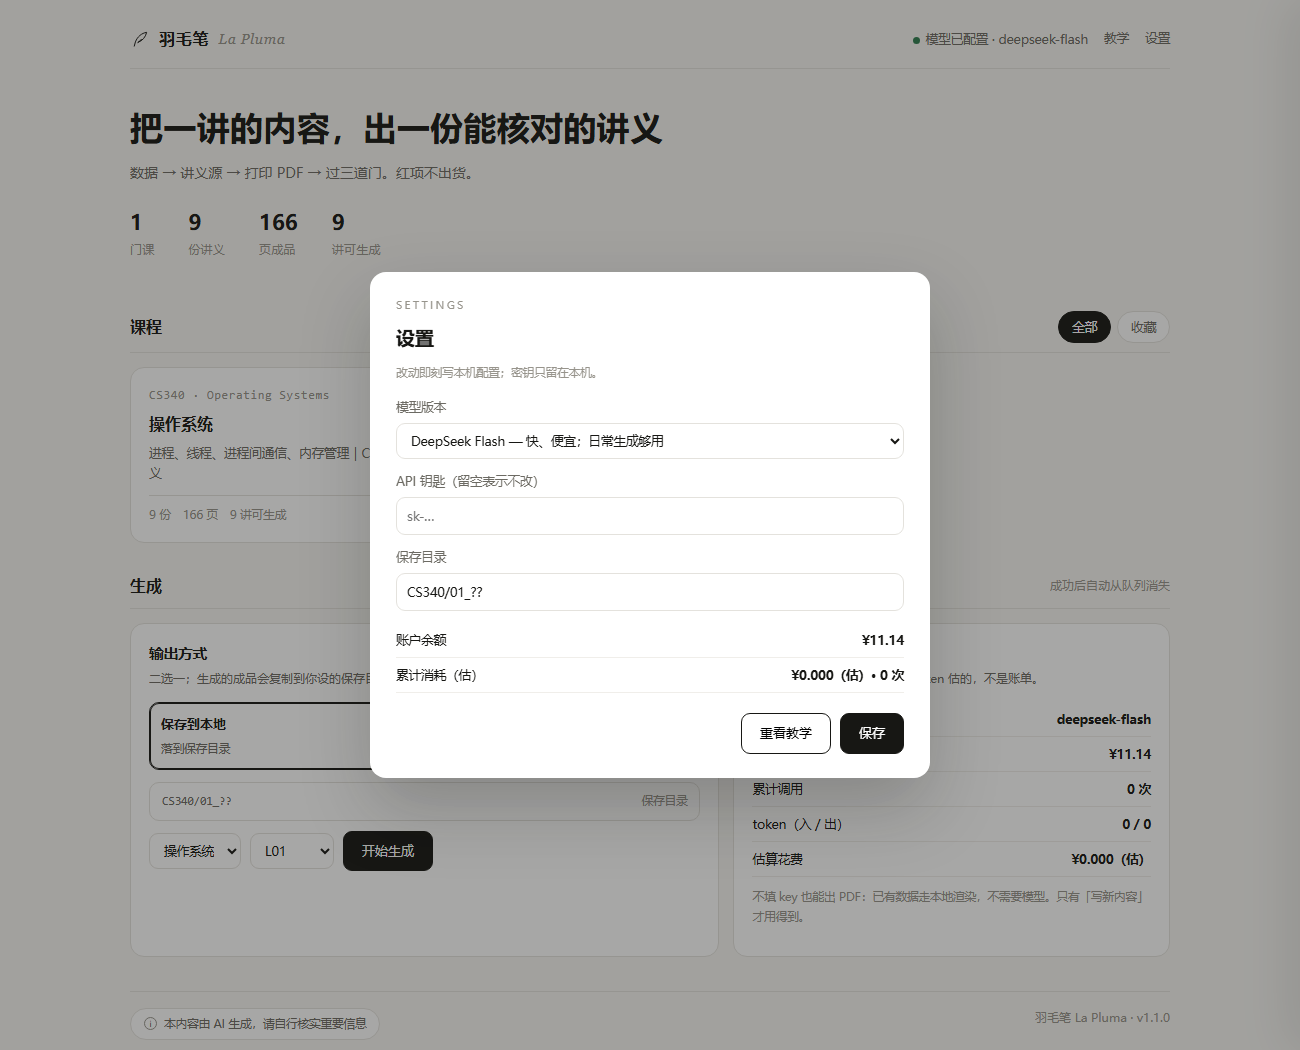 羽毛笔 La Pluma
模型已配置 · deepseek-flash 教学 设置
把一讲的内容，出一份能核对的讲义
数据 → 讲义源 → 打印 PDF → 过三道门。红项不出货。
1 9 166 9
门课 份讲义 页成品 讲可生成
课程
全部 收藏
CS340 · Operating Systems
操作系统
进程、线程、进程间通信、内存管理 | C
义
9 份 166 页 9 讲可生成
SETTINGS
设置
改动即刻写本机配置；密钥只留在本机。
模型版本
DeepSeek Flash — 快、便宜；日常生成够用
API 钥匙（留空表示不改）
sk-...
保存目录
CS340/01_??
账户余额 ¥11.14
累计消耗（估） ¥0.000（估）• 0 次
重看教学 保存
生成
成功后自动从队列消失
输出方式
二选一；生成的成品会复制到你设的保存目
保存到本地
落到保存目录
CS340/01_?? 保存目录
操作系统 L01 开始生成
en 估的，不是账单。
deepseek-flash
¥11.14
累计调用 0 次
token（入 / 出） 0 / 0
估算花费 ¥0.000（估）
不填 key 也能出 PDF：已有数据走本地渲染，不需要模型。只有「写新内容」
才用得到。
本内容由 AI 生成，请自行核实重要信息
羽毛笔 La Pluma · v1.1.0